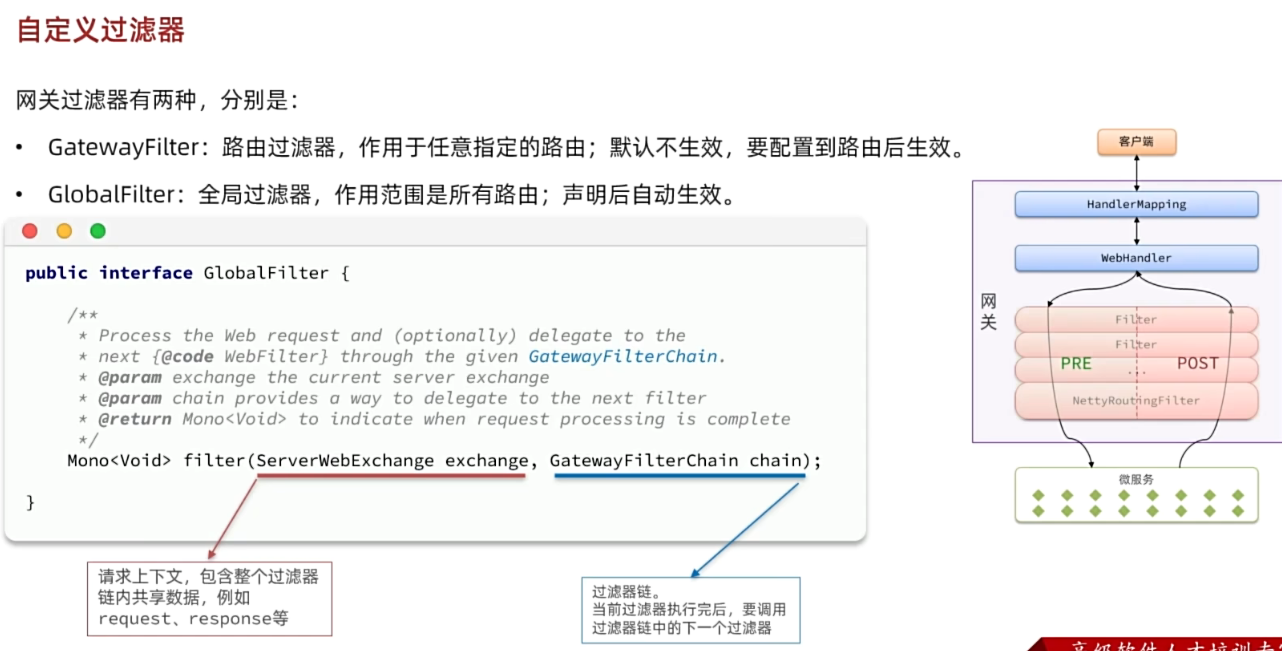 自定义过滤器
网关过滤器有两种，分别是：
• GatewayFilter：路由过滤器，作用于任意指定的路由；默认不生效，要配置到路由后生效。
• GlobalFilter：全局过滤器，作用范围是所有路由；声明后自动生效。
public interface GlobalFilter {
/**
* Process the Web request and (optionally) delegate to the
* next {@code WebFilter} through the given GatewayFilterChain.
* @param exchange the current server exchange
* @param chain provides a way to delegate to the next filter
* @return Mono<Void> to indicate when request processing is complete
*/
Mono<Void> filter(ServerWebExchange exchange, GatewayFilterChain chain);
}
请求上下文，包含整个过滤器
链内共享数据，例如
request、response等
过滤器链。
当前过滤器执行完后，要调用
过滤器链中的下一个过滤器
客户端
HandlerMapping
WebHandler
网
关
Filter
Filter
PRE
...
POST
NettyRoutingFilter
微服务
高级软件人才培训专